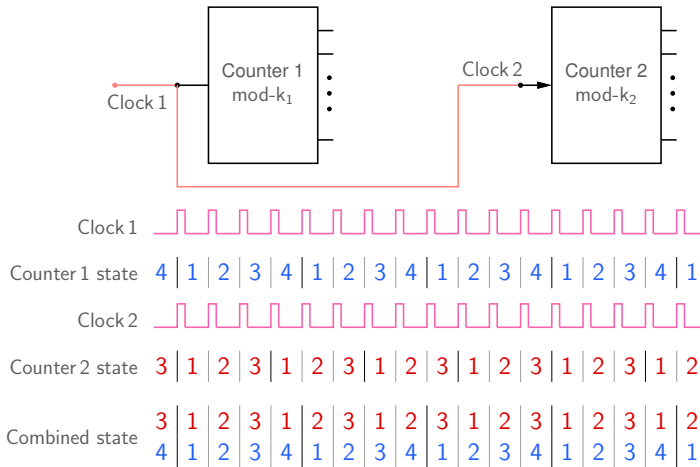 Counter 1
mod-k₁
Clock 1
Clock 2
Counter 2
mod-k₂
Clock 1
Counter 1 state 4 1 2 3 4 1 2 3 4 1 2 3 4 1 2 3 4 1
Clock 2
Counter 2 state 3 1 2 3 1 2 3 1 2 3 1 2 3 1 2 3 1 2
Combined state
3 1 2 3 1 2 3 1 2 3 1 2 3 1 2 3 1 2
4 1 2 3 4 1 2 3 4 1 2 3 4 1 2 3 4 1